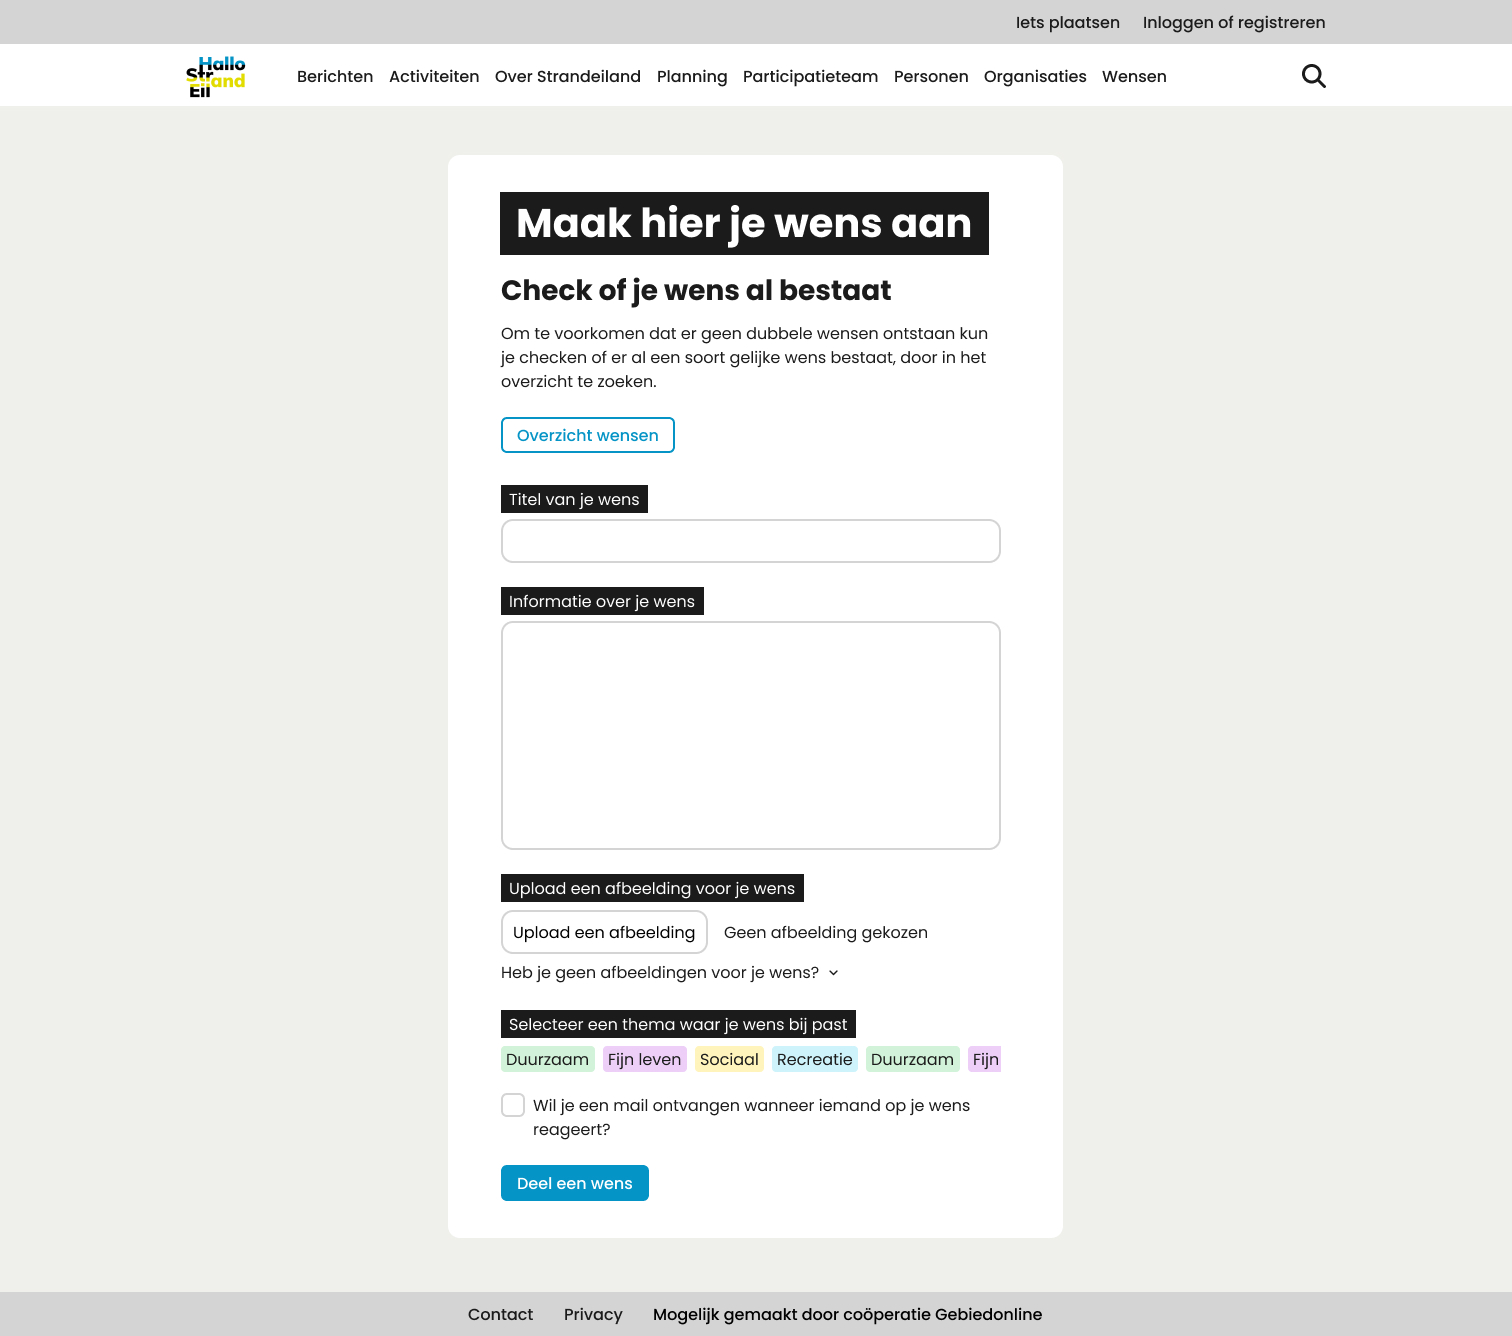 Iets plaatsen Inloggen of registreren
Hallo
Strand
Eil
Berichten Activiteiten Over Strandeiland Planning Participatieteam Personen Organisaties Wensen
Maak hier je wens aan
Check of je wens al bestaat
Om te voorkomen dat er geen dubbele wensen ontstaan kun
je checken of er al een soort gelijke wens bestaat, door in het
overzicht te zoeken.
Overzicht wensen
Titel van je wens
Informatie over je wens
Upload een afbeelding voor je wens
Upload een afbeelding Geen afbeelding gekozen
Heb je geen afbeeldingen voor je wens?
Selecteer een thema waar je wens bij past
Duurzaam Fijn leven Sociaal Recreatie Duurzaam Fijn
Wil je een mail ontvangen wanneer iemand op je wens
reageert?
Deel een wens
Contact Privacy Mogelijk gemaakt door coöperatie Gebiedonline